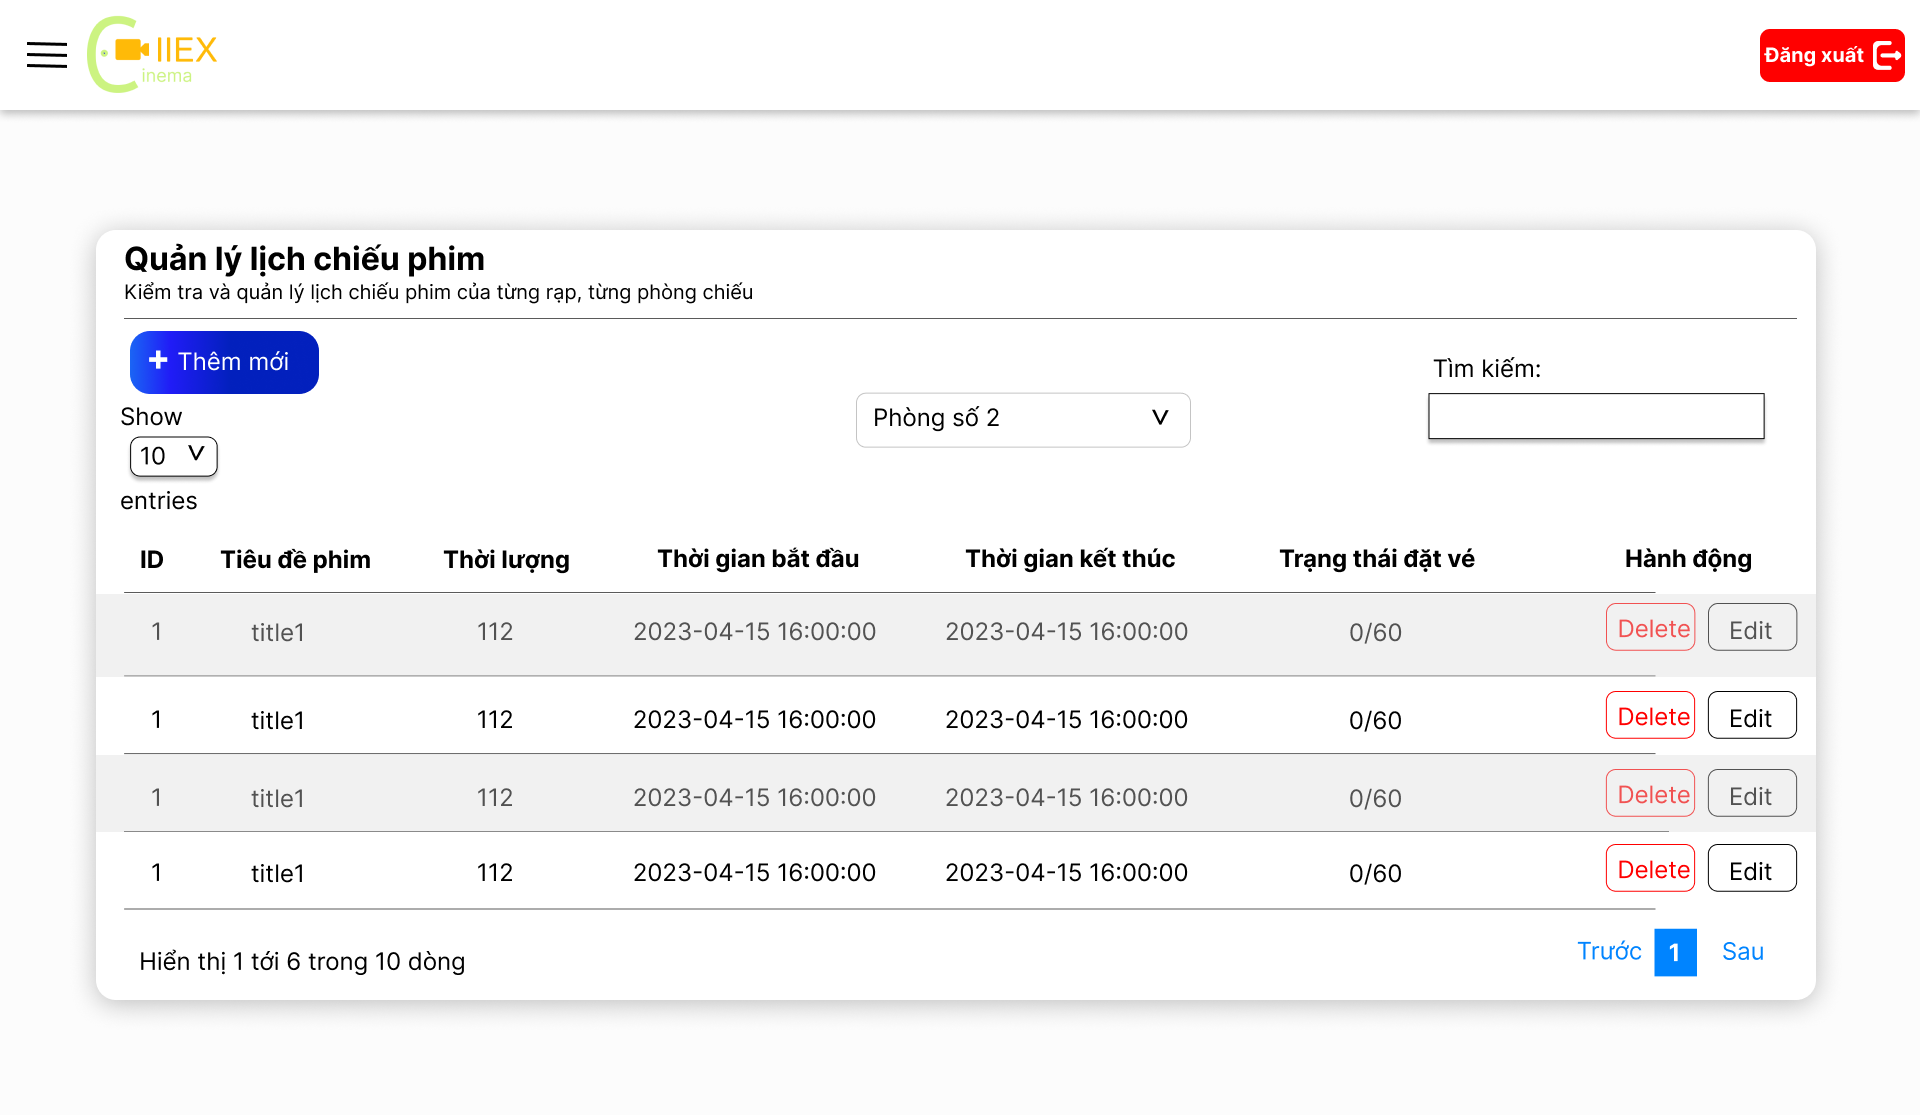 IIEX
inema
Đăng xuất
Quản lý lịch chiếu phim
Kiểm tra và quản lý lịch chiếu phim của từng rạp, từng phòng chiếu
+ Thêm mới
Tìm kiếm:
Show
Phòng số 2 V
10 V
entries
ID Tiêu đề phim Thời lượng Thời gian bắt đầu Thời gian kết thúc Trạng thái đặt vé Hành động
1 title1 112 2023-04-15 16:00:00 2023-04-15 16:00:00 0/60 Delete Edit
1 title1 112 2023-04-15 16:00:00 2023-04-15 16:00:00 0/60 Delete Edit
1 title1 112 2023-04-15 16:00:00 2023-04-15 16:00:00 0/60 Delete Edit
1 title1 112 2023-04-15 16:00:00 2023-04-15 16:00:00 0/60 Delete Edit
Hiển thị 1 tới 6 trong 10 dòng
Trước 1 Sau